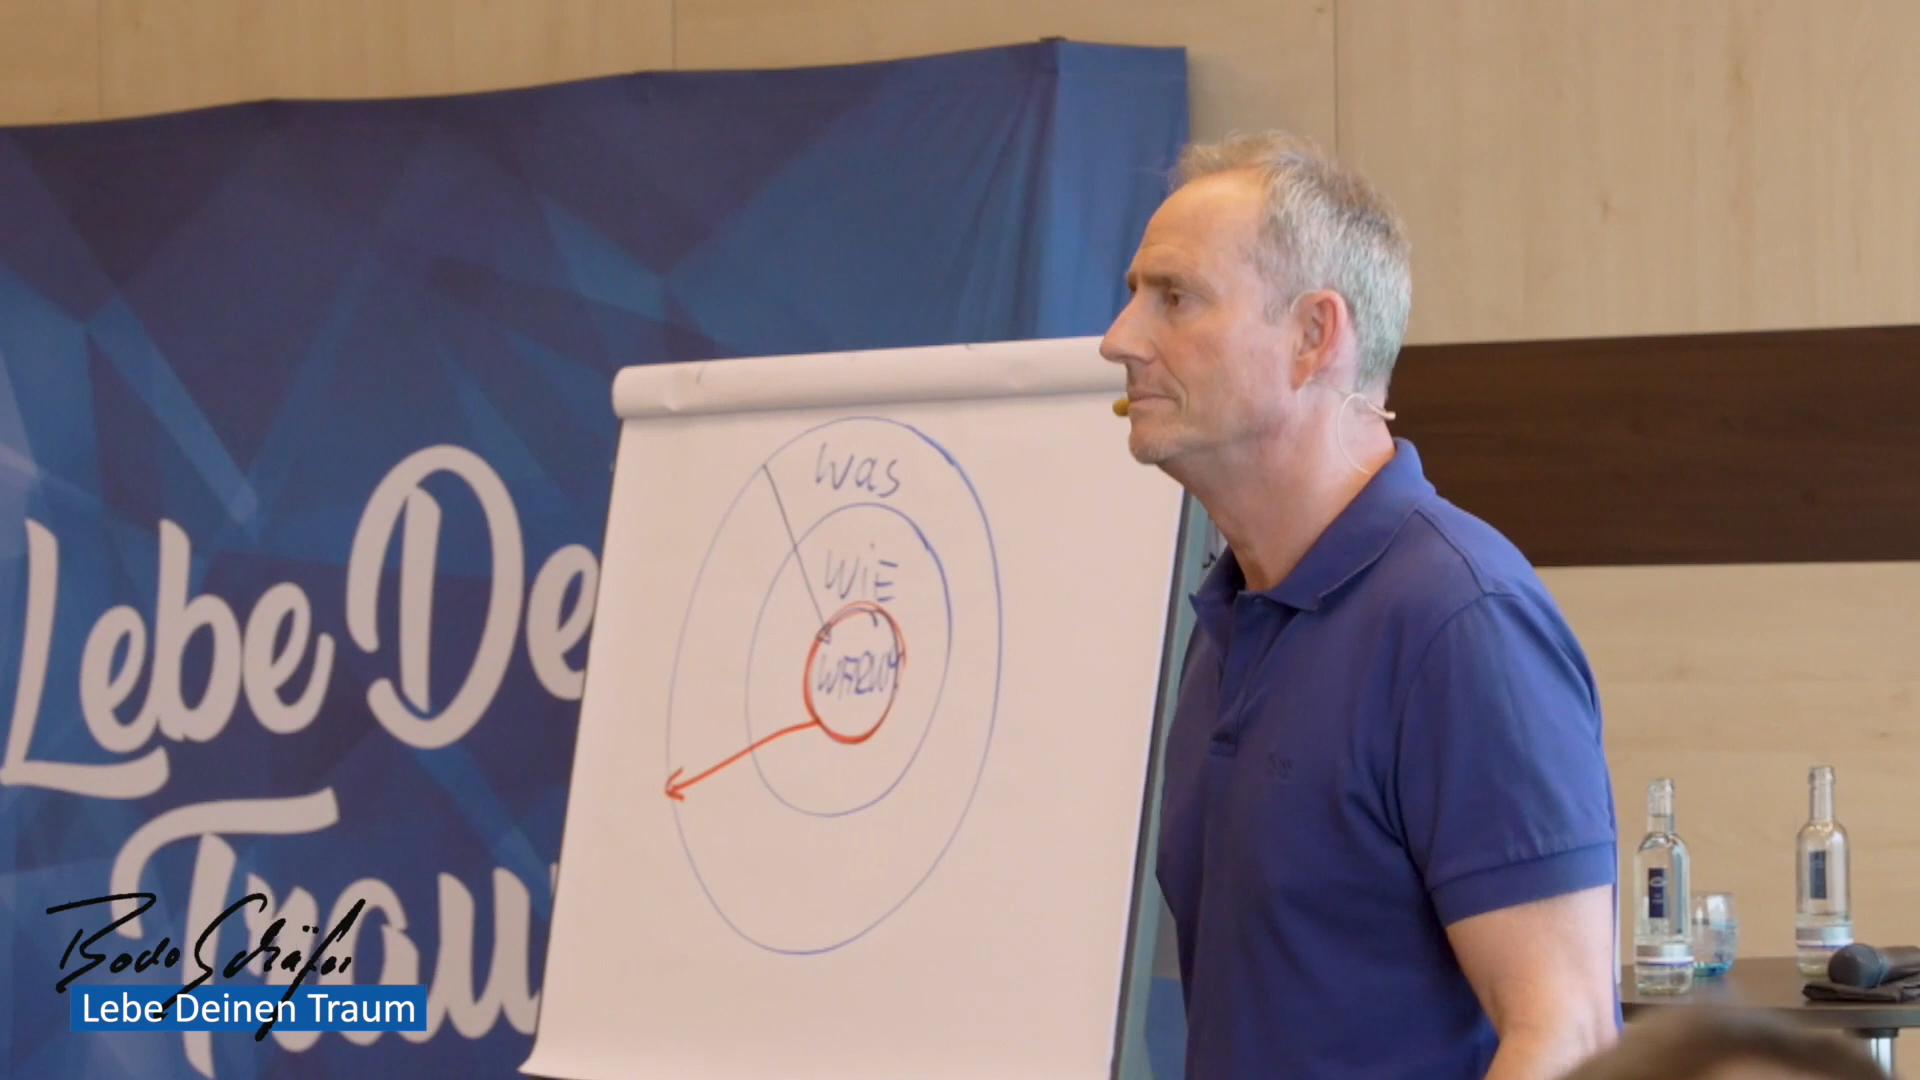 Was
WiE
WARUM
Lebe De
Trau
Bodo Schäfer
Lebe Deinen Traum